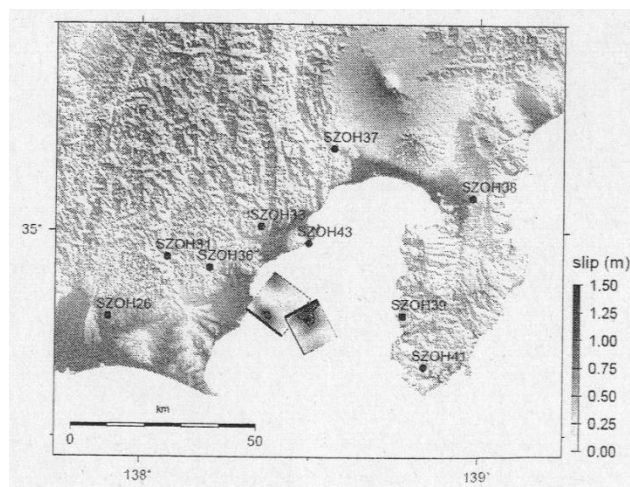 SZOH37
SZOH38
SZOH33
35°
SZOH43
SZOH31
SZOH36
slip (m)
1.50
SZOH26
SZOH39
1.25
1.00
SZOH41
0.75
0.50
km
0.25
0
50
0.00
138°
139°